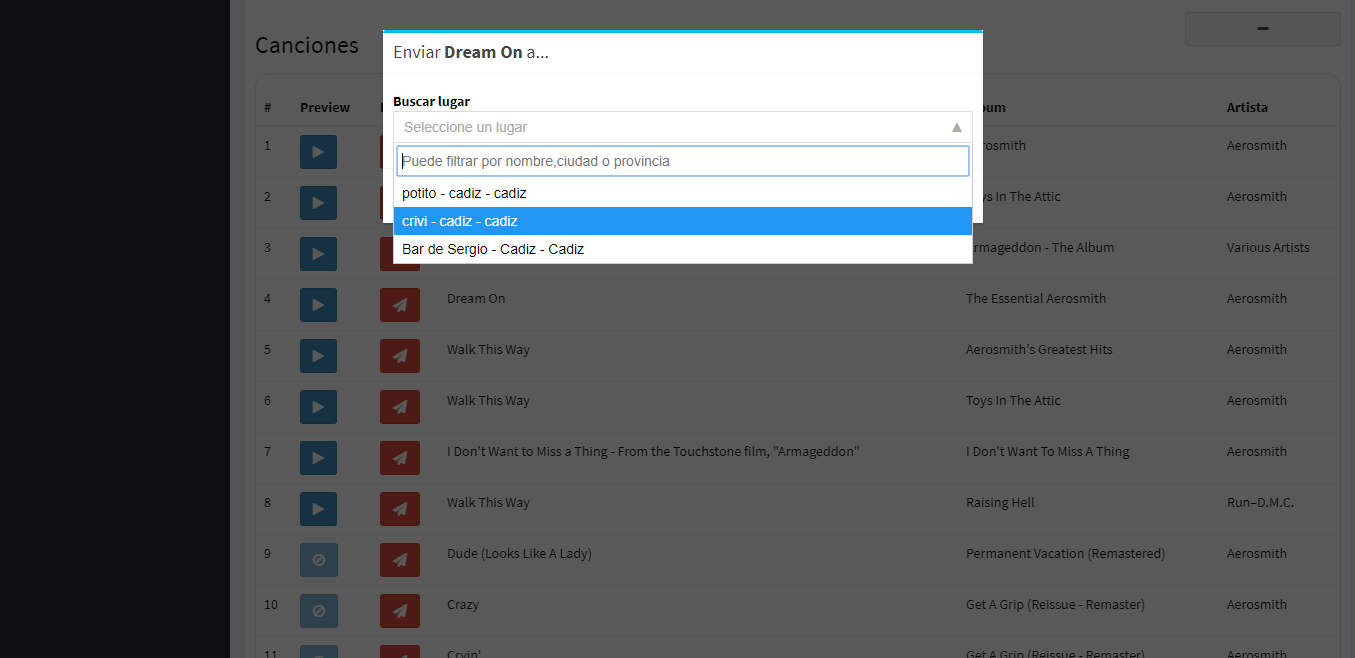 Canciones
Enviar Dream On a...
Buscar lugar
Seleccione un lugar
Puede filtrar por nombre,ciudad o provincia
potito - cadiz - cadiz
crivi - cadiz - cadiz
Bar de Sergio - Cadiz - Cadiz
# Preview Artista
1 Aerosmith
2 Toys In The Attic Aerosmith
3 Armageddon - The Album Various Artists
4 Dream On The Essential Aerosmith Aerosmith
5 Walk This Way Aerosmith's Greatest Hits Aerosmith
6 Walk This Way Toys In The Attic Aerosmith
7 I Don't Want to Miss a Thing - From the Touchstone film, "Armageddon" I Don't Want To Miss A Thing Aerosmith
8 Walk This Way Raising Hell Run–D.M.C.
9 Dude (Looks Like A Lady) Permanent Vacation (Remastered) Aerosmith
10 Crazy Get A Grip (Reissue - Remaster) Aerosmith
11 Cryin' Get A Grip (Reissue - Remaster) Aerosmith